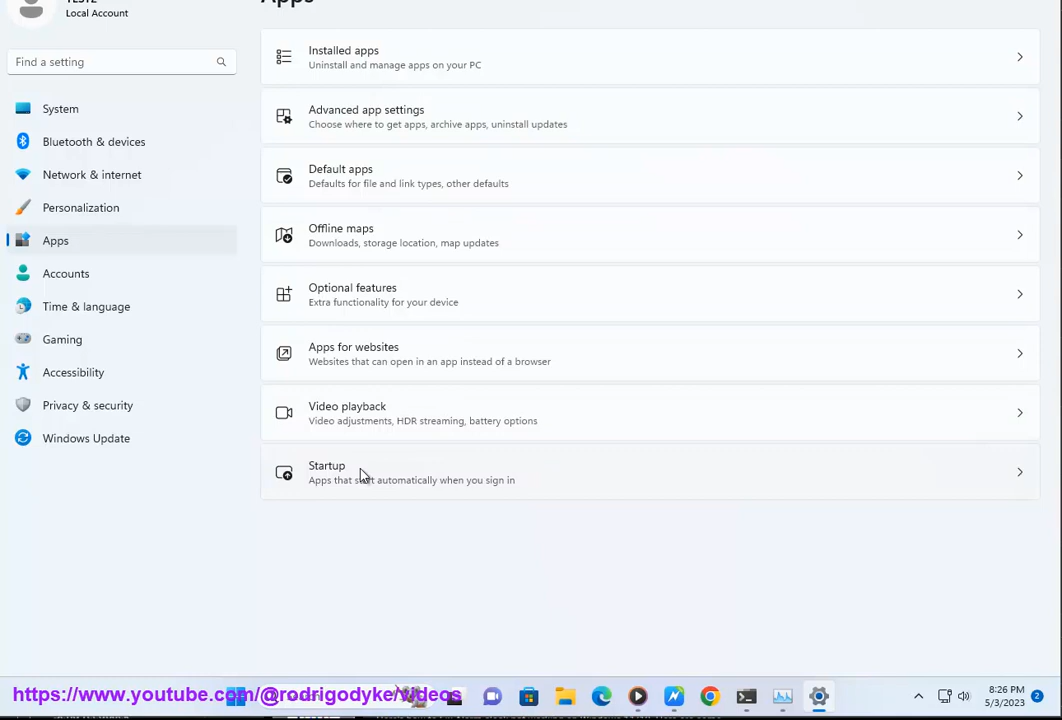 Local Account
Apps
Find a setting
System
Bluetooth & devices
Network & internet
Personalization
Apps
Accounts
Time & language
Gaming
Accessibility
Privacy & security
Windows Update
Installed apps
Uninstall and manage apps on your PC
Advanced app settings
Choose where to get apps, archive apps, uninstall updates
Default apps
Defaults for file and link types, other defaults
Offline maps
Downloads, storage location, map updates
Optional features
Extra functionality for your device
Apps for websites
Websites that can open in an app instead of a browser
Video playback
Video adjustments, HDR streaming, battery options
Startup
Apps that start automatically when you sign in
https://www.youtube.com/@rodrigodyke/videos
8:26 PM
5/3/2023
2